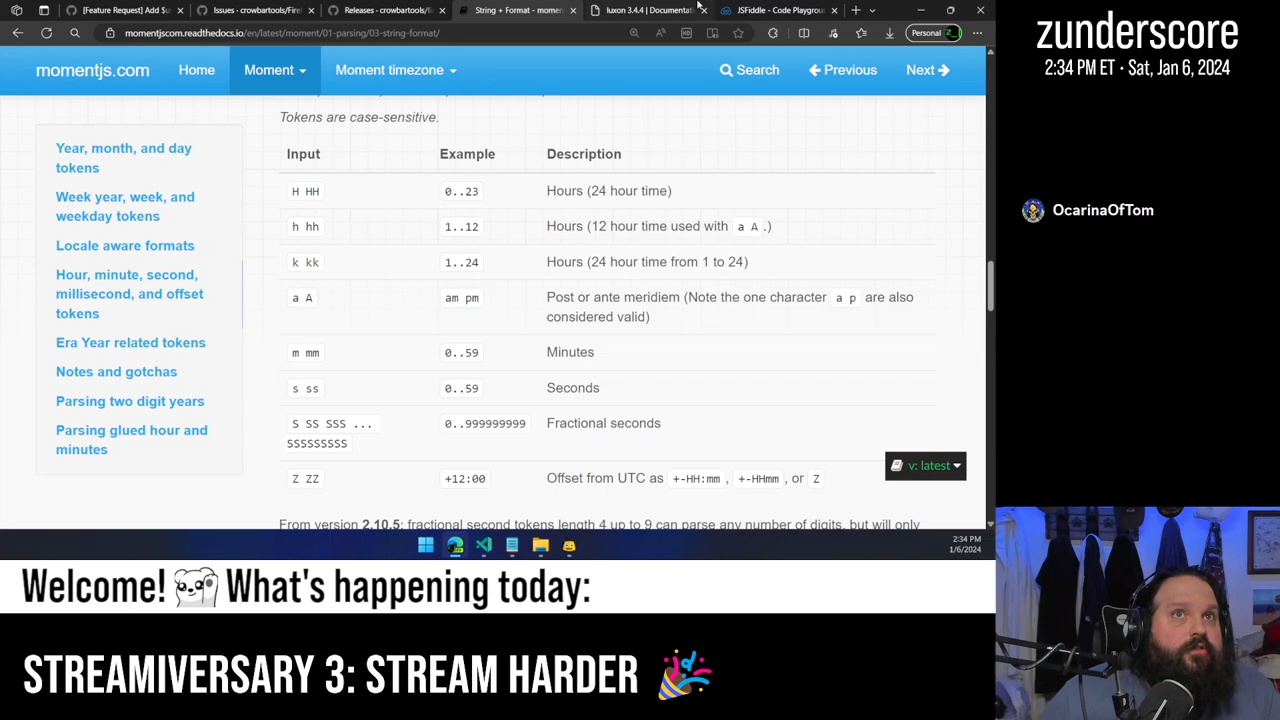 [Feature Request] Add $u
Issues · crowbartools/Fire
Releases · crowbartools/fi
String + Format - momen
luxon 3.4.4 | Documentat
JSFiddle - Code Playgrou
momentjscom.readthedocs.io/en/latest/moment/01-parsing/03-string-format/
Personal
momentjs.com
Home
Moment
Moment timezone
Search
Previous
Next
Year, month, and day
tokens
Week year, week, and
weekday tokens
Locale aware formats
Hour, minute, second,
millisecond, and offset
tokens
Era Year related tokens
Notes and gotchas
Parsing two digit years
Parsing glued hour and
minutes
Tokens are case-sensitive.
Input Example Description
H HH 0..23 Hours (24 hour time)
h hh 1..12 Hours (12 hour time used with a A .)
k kk 1..24 Hours (24 hour time from 1 to 24)
a A am pm Post or ante meridiem (Note the one character a p are also
considered valid)
m mm 0..59 Minutes
s ss 0..59 Seconds
S SS SSS ... 0..999999999 Fractional seconds
SSSSSSSSS
Z ZZ +12:00 Offset from UTC as +-HH:mm , +-HHmm , or Z
v: latest
From version 2.10.5: fractional second tokens length 4 up to 9 can parse any number of digits, but will only
2:34 PM
1/6/2024
zunderscore
2:34 PM ET · Sat, Jan 6, 2024
OcarinaOfTom
Welcome! What's happening today:
STREAMIVERSARY 3: STREAM HARDER